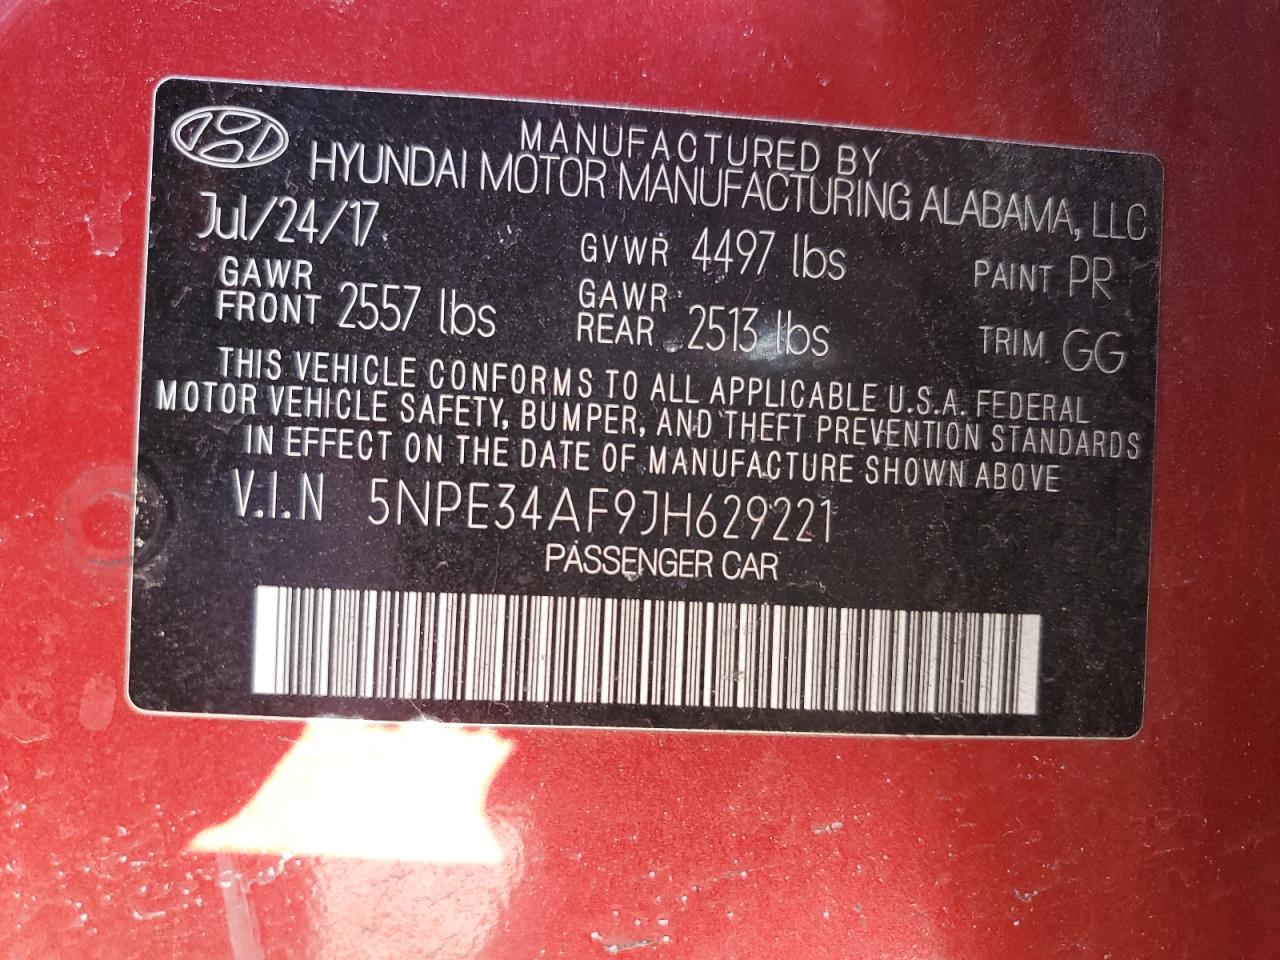 MANUFACTURED BY
HYUNDAI MOTOR MANUFACTURING ALABAMA, LLC
Jul/24/17 GVWR 4497 lbs PAINT PR
GAWR FRONT 2557 lbs GAWR REAR 2513 lbs TRIM GG
THIS VEHICLE CONFORMS TO ALL APPLICABLE U.S.A. FEDERAL
MOTOR VEHICLE SAFETY, BUMPER, AND THEFT PREVENTION STANDARDS
IN EFFECT ON THE DATE OF MANUFACTURE SHOWN ABOVE
V.I.N 5NPE34AF9JH629221
PASSENGER CAR